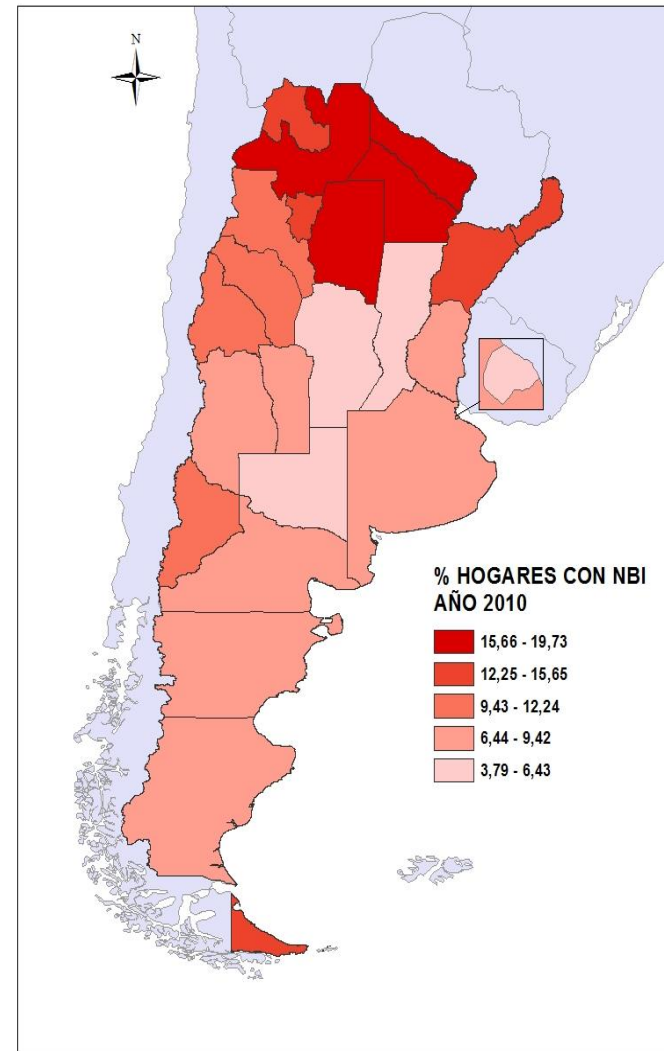 N
% HOGARES CON NBI
AÑO 2010
15,66 - 19,73
12,25 - 15,65
9,43 - 12,24
6,44 - 9,42
3,79 - 6,43